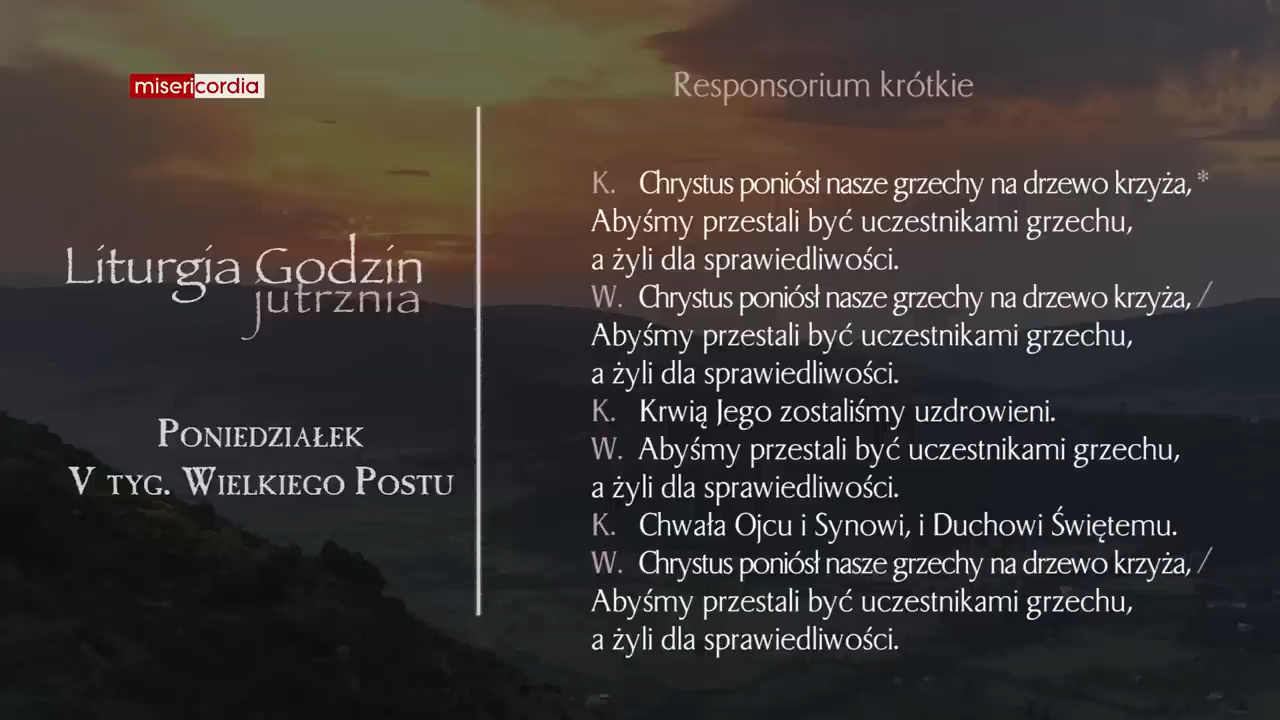 misericordia
Liturgia Godzin
jutrznia
Poniedziałek
V tyg. Wielkiego Postu
Responsorium krótkie
K. Chrystus poniósł nasze grzechy na drzewo krzyża, *
Abyśmy przestali być uczestnikami grzechu,
a żyli dla sprawiedliwości.
W. Chrystus poniósł nasze grzechy na drzewo krzyża, /
Abyśmy przestali być uczestnikami grzechu,
a żyli dla sprawiedliwości.
K. Krwią Jego zostaliśmy uzdrowieni.
W. Abyśmy przestali być uczestnikami grzechu,
a żyli dla sprawiedliwości.
K. Chwała Ojcu i Synowi, i Duchowi Świętemu.
W. Chrystus poniósł nasze grzechy na drzewo krzyża, /
Abyśmy przestali być uczestnikami grzechu,
a żyli dla sprawiedliwości.